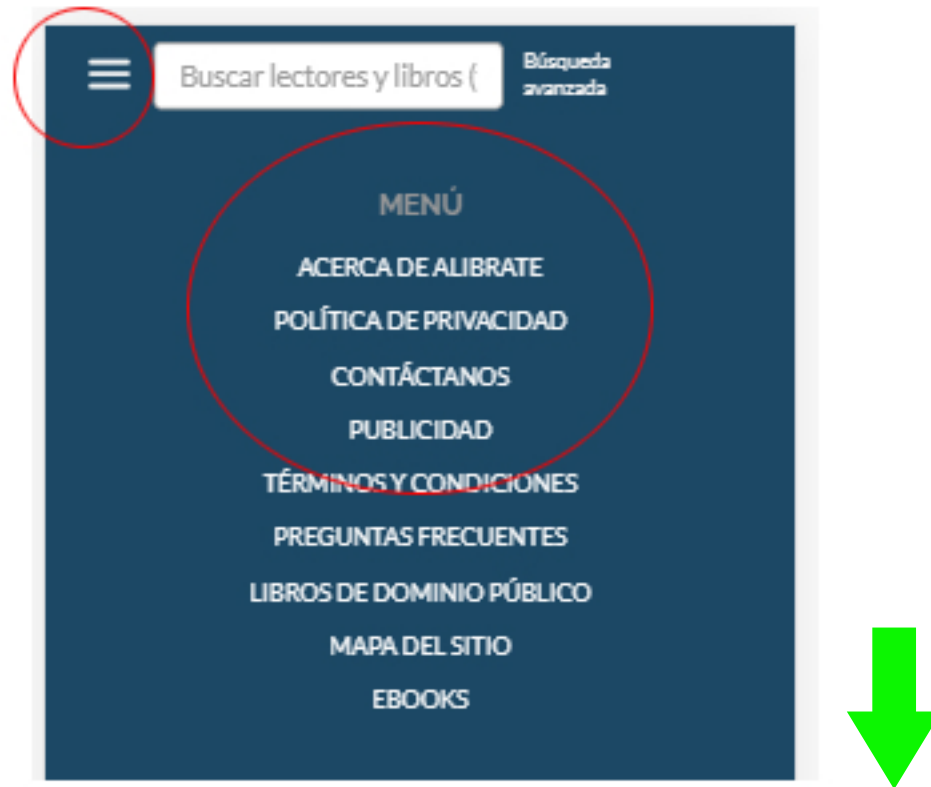 Buscar lectores y libros (
Búsqueda
avanzada
MENÚ
ACERCA DE ALIBRATE
POLÍTICA DE PRIVACIDAD
CONTÁCTANOS
PUBLICIDAD
TÉRMINOS Y CONDICIONES
PREGUNTAS FRECUENTES
LIBROS DE DOMINIO PÚBLICO
MAPA DEL SITIO
EBOOKS